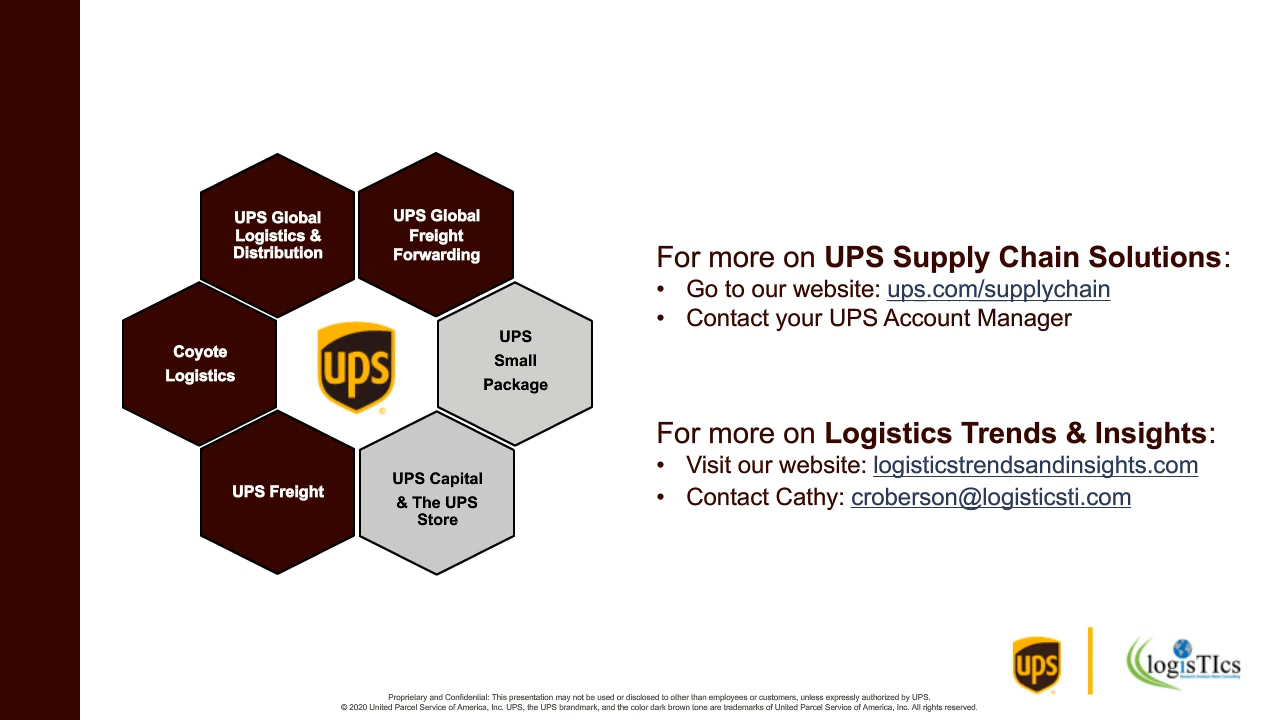 UPS Global
Logistics &
Distribution
UPS Global
Freight
Forwarding
Coyote
Logistics
ups
®
UPS
Small
Package
UPS Freight
UPS Capital
& The UPS
Store
For more on UPS Supply Chain Solutions:
• Go to our website: ups.com/supplychain
• Contact your UPS Account Manager
For more on Logistics Trends & Insights:
• Visit our website: logisticstrendsandinsights.com
• Contact Cathy: croberson@logisticsti.com
ups
®
logisTIcs
Proprietary and Confidential: This presentation may not be used or disclosed to other than employees or customers, unless expressly authorized by UPS.
© 2020 United Parcel Service of America, Inc. UPS, the UPS brandmark, and the color dark brown tone are trademarks of United Parcel Service of America, Inc. All rights reserved.